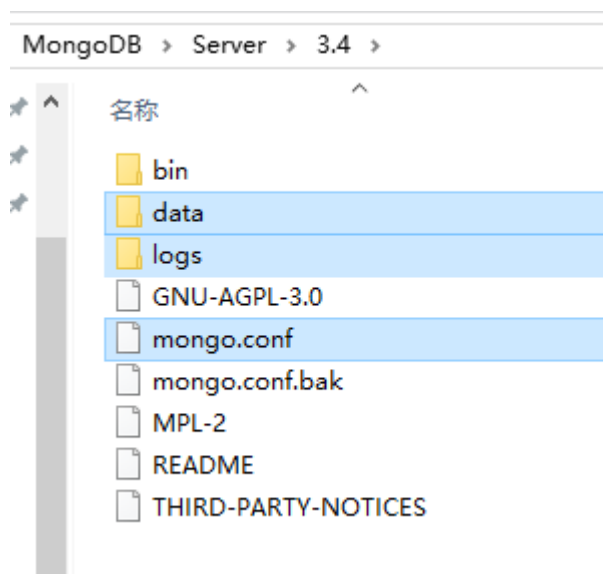 MongoDB > Server > 3.4 >
名称
bin
data
logs
GNU-AGPL-3.0
mongo.conf
mongo.conf.bak
MPL-2
README
THIRD-PARTY-NOTICES